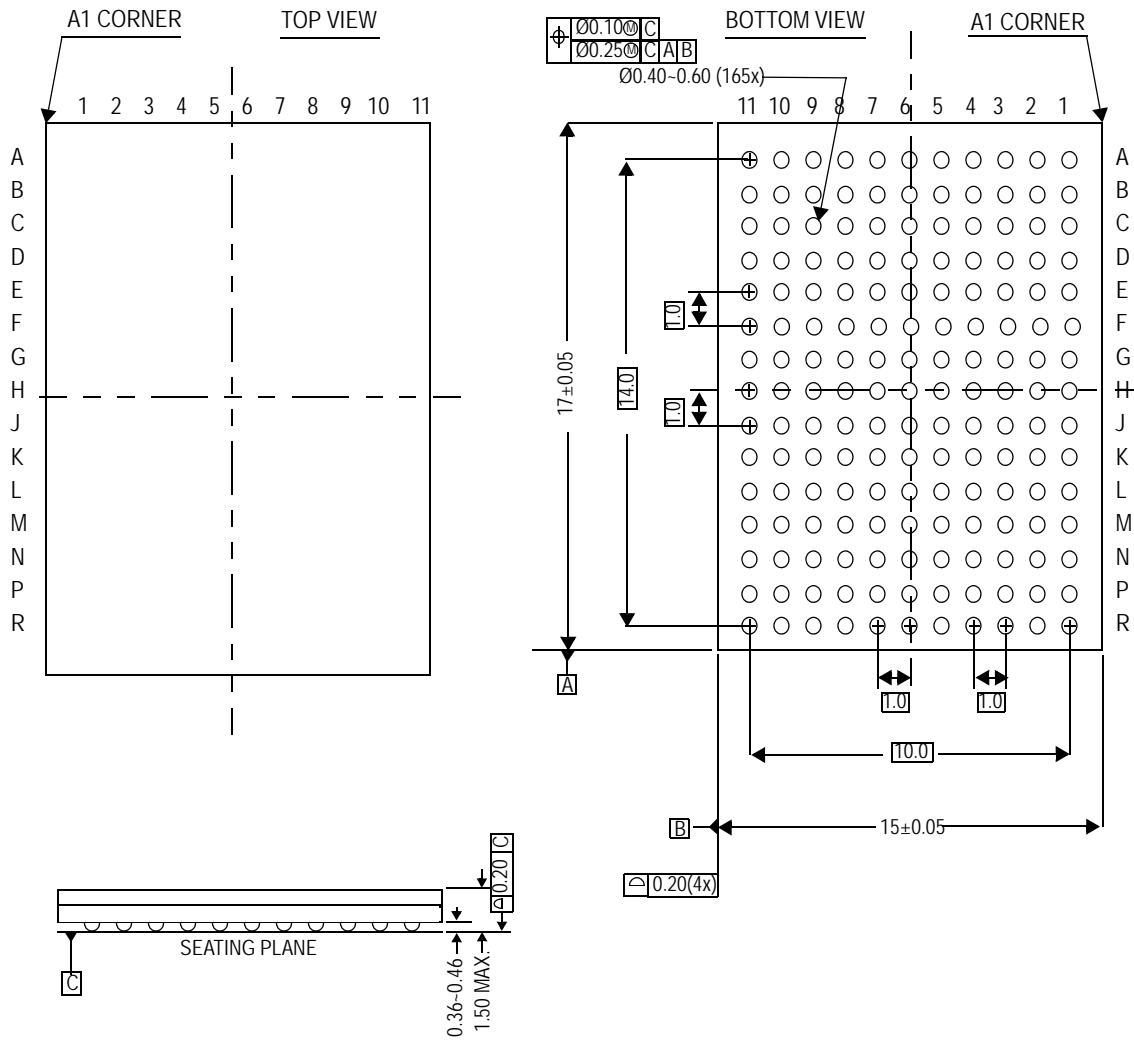 A1 CORNER
TOP VIEW
1 2 3 4 5 6 7 8 9 10 11
A
B
C
D
E
F
G
H
J
K
L
M
N
P
R
Ø0.10Ⓜ C
Ø0.25Ⓜ C A B
Ø0.40~0.60 (165x)
BOTTOM VIEW
A1 CORNER
11 10 9 8 7 6 5 4 3 2 1
A
B
C
D
E
F
G
H
J
K
L
M
N
P
R
1.0
1.0
14.0
17±0.05
A
1.0
1.0
10.0
B
15±0.05
0.20(4x)
0.20 C
SEATING PLANE
C
0.36~0.46
1.50 MAX.